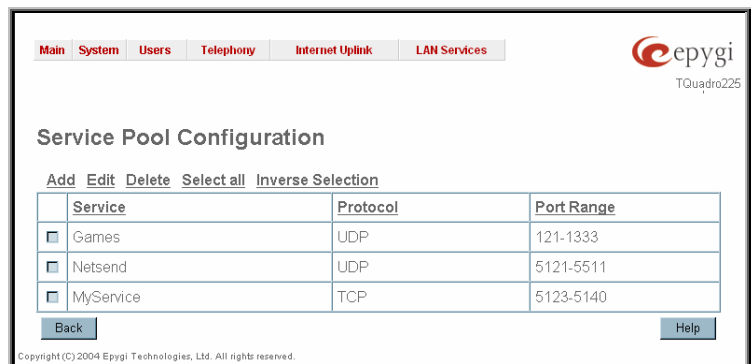 Main System Users Telephony Internet Uplink LAN Services
epygi
TQuadro225
Service Pool Configuration
Add Edit Delete Select all Inverse Selection
Service Protocol Port Range
Games UDP 121-1333
Netsend UDP 5121-5511
MyService TCP 5123-5140
Back Help
Copyright (C) 2004 Epygi Technologies, Ltd. All rights reserved.